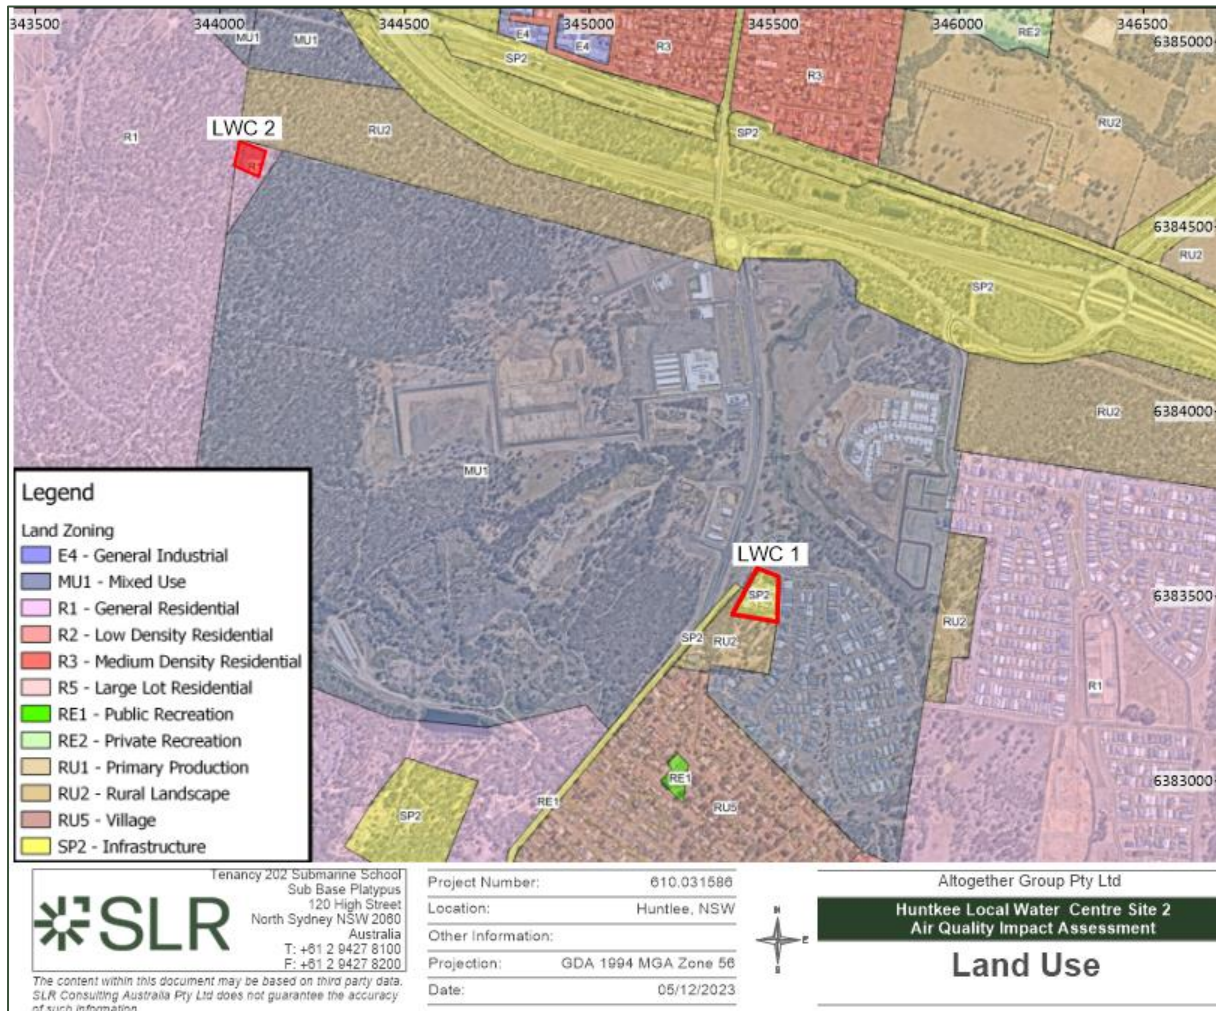 343500 344000 344500 345000 345500 346000 346500
6385000
MU1
MU1
E4
E4
R3
RE2
SP2
R3
R1
LWC 2
RU2
SP2
RU2
R1
6384500
RU2
SP2
SP2
6384000
RU2
MU1
Legend
Land Zoning
E4 - General Industrial
MU1 - Mixed Use
R1 - General Residential
R2 - Low Density Residential
R3 - Medium Density Residential
R5 - Large Lot Residential
RE1 - Public Recreation
RE2 - Private Recreation
RU1 - Primary Production
RU2 - Rural Landscape
RU5 - Village
SP2 - Infrastructure
LWC 1
SP2
6383500
SP2
RU2
RU2
R1
RE1
6383000
RE1
RU5
SP2
SLR
Tenancy 202 Submarine School
Sub Base Platypus
120 High Street
North Sydney NSW 2060
Australia
T: +61 2 9427 8100
F: +61 2 9427 8200
The content within this document may be based on third party data.
SLR Consulting Australia Pty Ltd does not guarantee the accuracy
of such information.
Project Number: 610.031586
Location: Huntlee, NSW
Other Information:
Projection: GDA 1994 MGA Zone 56
Date: 05/12/2023
N
E
S
Altogether Group Pty Ltd
Huntkee Local Water Centre Site 2
Air Quality Impact Assessment
Land Use